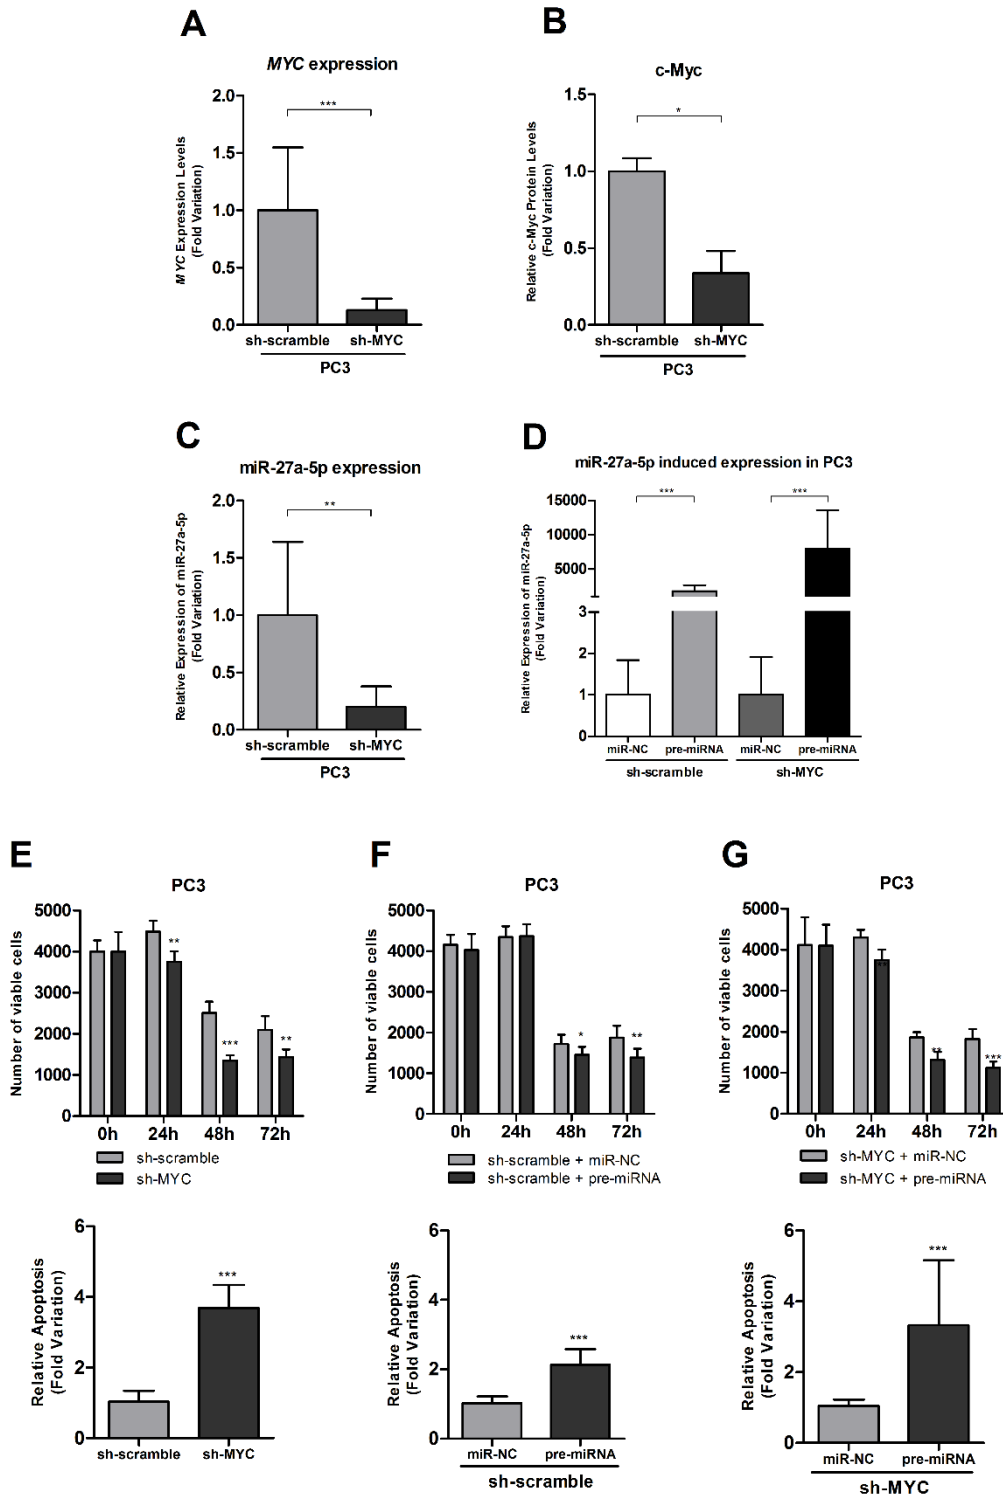 A
MYC expression
MYC Expression Levels
(Fold Variation)
2.0
1.5
1.0
0.5
0.0
***
sh-scramble
sh-MYC
PC3
B
c-Myc
Relative c-Myc Protein Levels
(Fold Variation)
1.5
1.0
0.5
0.0
*
sh-scramble
sh-MYC
PC3
C
miR-27a-5p expression
Relative Expression of miR-27a-5p
(Fold Variation)
2.0
1.5
1.0
0.5
0.0
**
sh-scramble
sh-MYC
PC3
D
miR-27a-5p induced expression in PC3
Relative Expression of miR-27a-5p
(Fold Variation)
15000
10000
5000
3
2
1
0
***
***
miR-NC
pre-miRNA
miR-NC
pre-miRNA
sh-scramble
sh-MYC
E
PC3
Number of viable cells
5000
4000
3000
2000
1000
0
**
***
**
0h
24h
48h
72h
sh-scramble
sh-MYC
Relative Apoptosis
(Fold Variation)
6
4
2
0
***
sh-scramble
sh-MYC
F
PC3
Number of viable cells
5000
4000
3000
2000
1000
0
*
**
0h
24h
48h
72h
sh-scramble + miR-NC
sh-scramble + pre-miRNA
Relative Apoptosis
(Fold Variation)
6
4
2
0
***
miR-NC
pre-miRNA
sh-scramble
G
PC3
Number of viable cells
5000
4000
3000
2000
1000
0
**
**
***
0h
24h
48h
72h
sh-MYC + miR-NC
sh-MYC + pre-miRNA
Relative Apoptosis
(Fold Variation)
6
4
2
0
***
miR-NC
pre-miRNA
sh-MYC